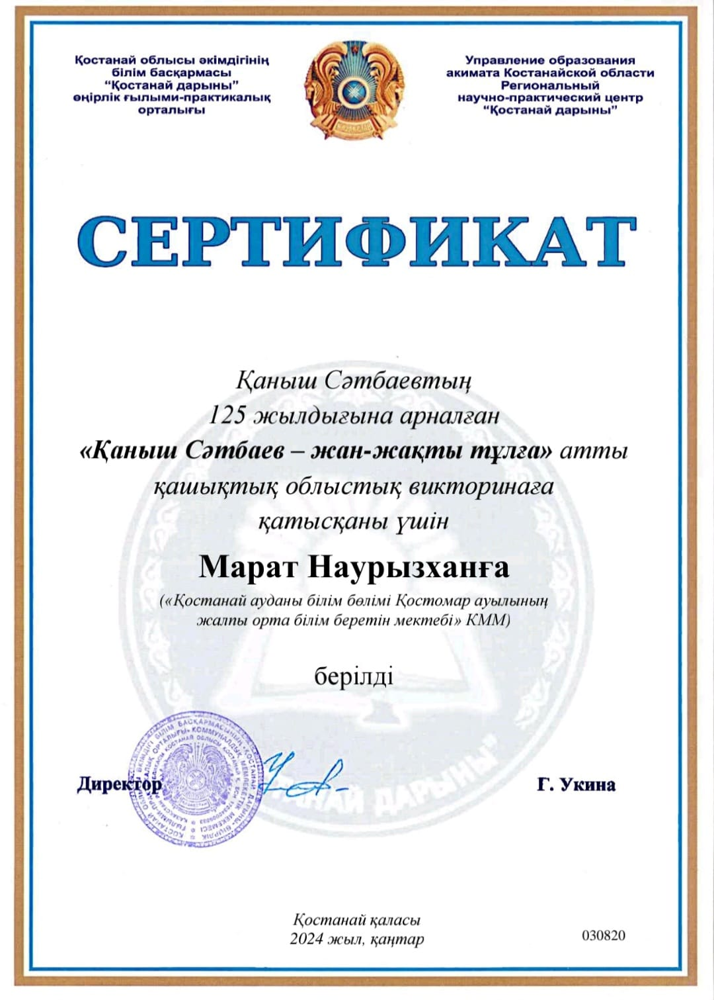 Қостанай облысы әкімдігінің
білім басқармасы
“Қостанай дарыны”
өңірлік ғылыми-практикалық
орталығы
Управление образования
акимата Костанайской области
Региональный
научно-практический центр
“Қостанай дарыны”
СЕРТИФИКАТ
Қаныш Сәтбаевтың
125 жылдығына арналған
«Қаныш Сәтбаев – жан-жақты тұлға» атты
қашықтық облыстық викторинаға
қатысқаны үшін
Марат Наурызханға
(«Қостанай ауданы білім бөлімі Қостомар ауылының
жалпы орта білім беретін мектебі» КММ)
берілді
Директор
Г. Укина
ДАРЫНЫ"
Қостанай қаласы
2024 жыл, қаңтар
030820